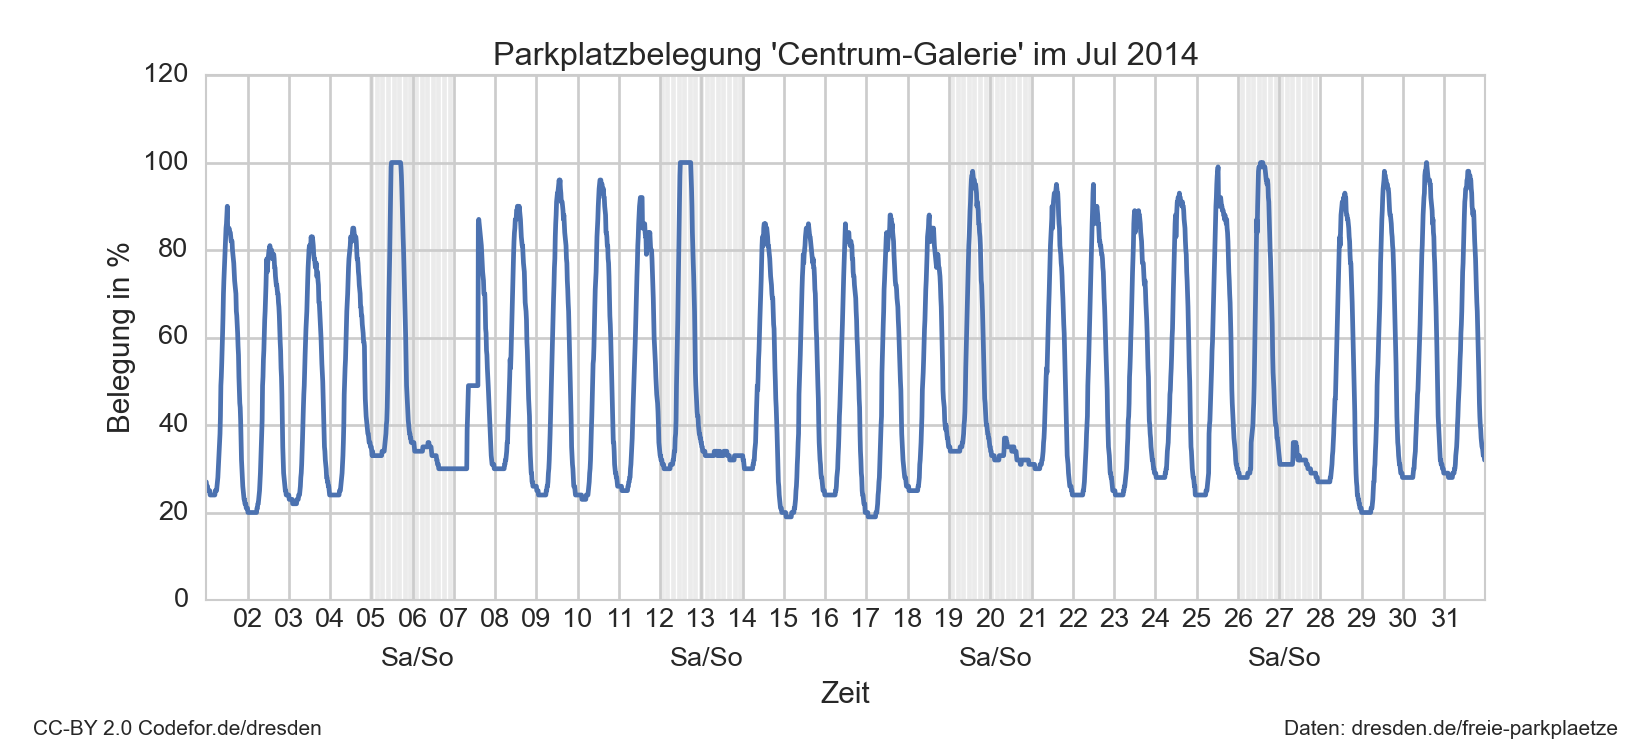 Parkplatzbelegung 'Centrum-Galerie' im Jul 2014
120
100
80
60
40
20
0
Belegung in %
02 03 04 05 06 07 08 09 10 11 12 13 14 15 16 17 18 19 20 21 22 23 24 25 26 27 28 29 30 31
Sa/So Sa/So Sa/So Sa/So
Zeit
CC-BY 2.0 Codefor.de/dresden
Daten: dresden.de/freie-parkplaetze